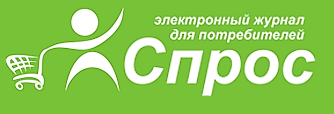 электронный журнал
для потребителей
Спрос